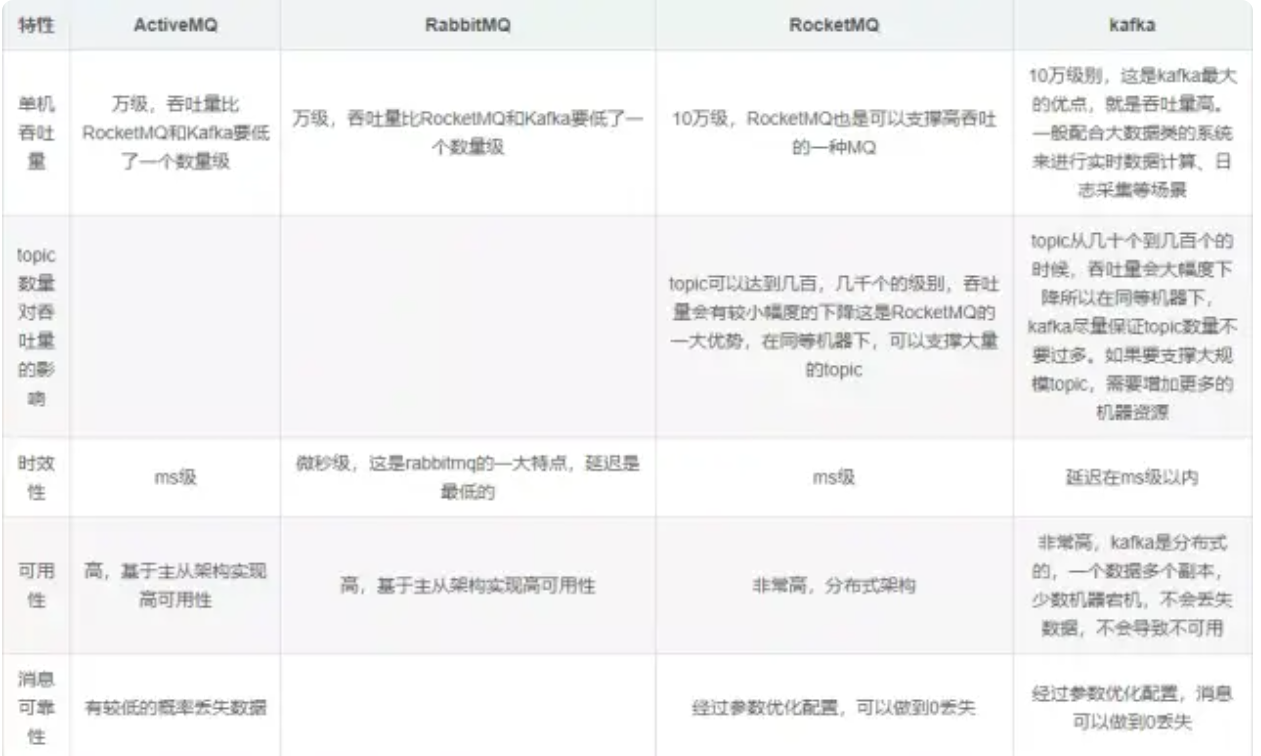 特性
ActiveMQ
RabbitMQ
RocketMQ
kafka
单机
吞吐
量
万级，吞吐量比
RocketMQ和Kafka要低
了一个数量级
万级，吞吐量比RocketMQ和Kafka要低了一
个数量级
10万级，RocketMQ也是可以支撑高吞吐
的一种MQ
10万级别，这是kafka最大
的优点，就是吞吐量高。
一般配合大数据类的系统
来进行实时数据计算、日
志采集等场景
topic
数量
对吞
吐量
的影
响
topic可以达到几百，几千个的级别，吞吐
量会有较小幅度的下降这是RocketMQ的
一大优势，在同等机器下，可以支撑大量
的topic
topic从几十个到几百个的
时候，吞吐量会大幅度下
降所以在同等机器下，
kafka尽量保证topic数量不
要过多。如果要支撑大规
模topic，需要增加更多的
机器资源
时效
性
ms级
微秒级，这是rabbitmq的一大特点，延迟是
最低的
ms级
延迟在ms级以内
可用
性
高，基于主从架构实现
高可用性
高，基于主从架构实现高可用性
非常高，分布式架构
非常高，kafka是分布式
的，一个数据多个副本，
少数机器宕机，不会丢失
数据，不会导致不可用
消息
可靠
性
有较低的概率丢失数据
经过参数优化配置，可以做到0丢失
经过参数优化配置，消息
可以做到0丢失